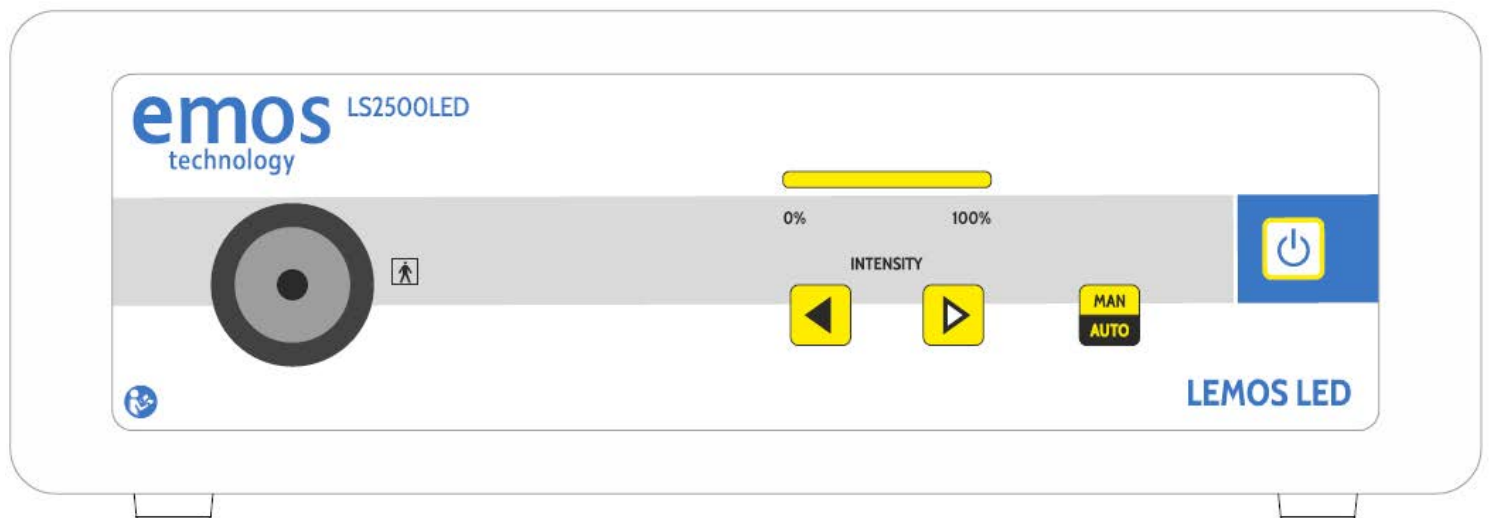 emos LS2500LED
technology
0% 100%
INTENSITY
MAN
AUTO
LEMOS LED